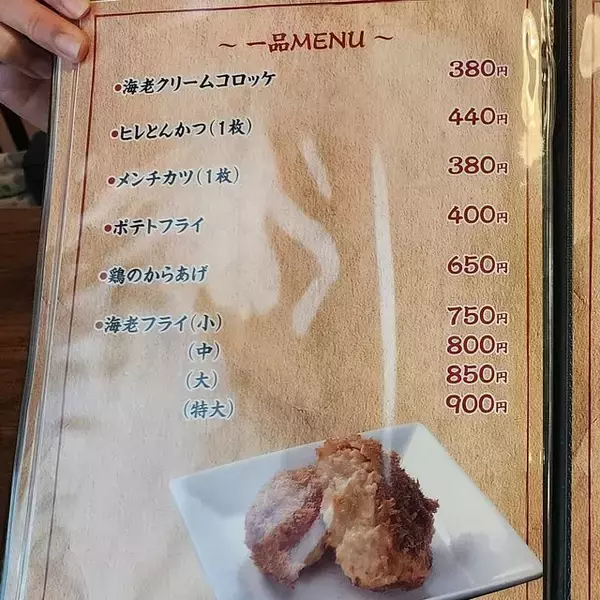 ~ 一品MENU ~
•海老クリームコロッケ 380円
•ヒレとんかつ(1枚) 440円
•メンチカツ(1枚) 380円
•ポテトフライ 400円
•鶏のからあげ 650円
•海老フライ(小) 750円
(中) 800円
(大) 850円
(特大) 900円